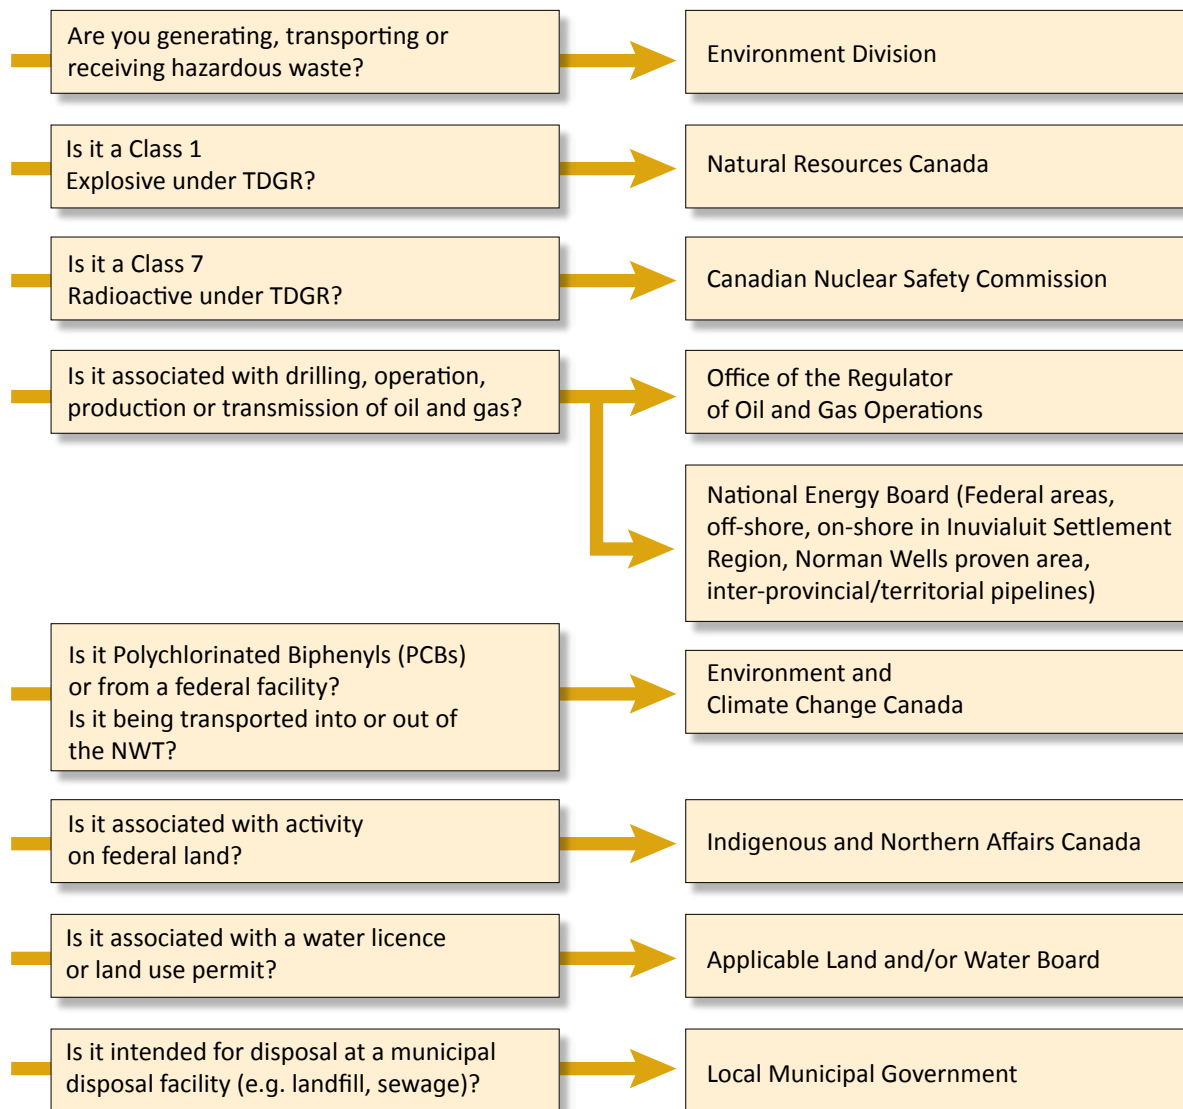 Are you generating, transporting or
receiving hazardous waste?
Environment Division
Is it a Class 1
Explosive under TDGR?
Natural Resources Canada
Is it a Class 7
Radioactive under TDGR?
Canadian Nuclear Safety Commission
Is it associated with drilling, operation,
production or transmission of oil and gas?
Office of the Regulator
of Oil and Gas Operations
National Energy Board (Federal areas,
off-shore, on-shore in Inuvialuit Settlement
Region, Norman Wells proven area,
inter-provincial/territorial pipelines)
Is it Polychlorinated Biphenyls (PCBs)
or from a federal facility?
Is it being transported into or out of
the NWT?
Environment and
Climate Change Canada
Is it associated with activity
on federal land?
Indigenous and Northern Affairs Canada
Is it associated with a water licence
or land use permit?
Applicable Land and/or Water Board
Is it intended for disposal at a municipal
disposal facility (e.g. landfill, sewage)?
Local Municipal Government